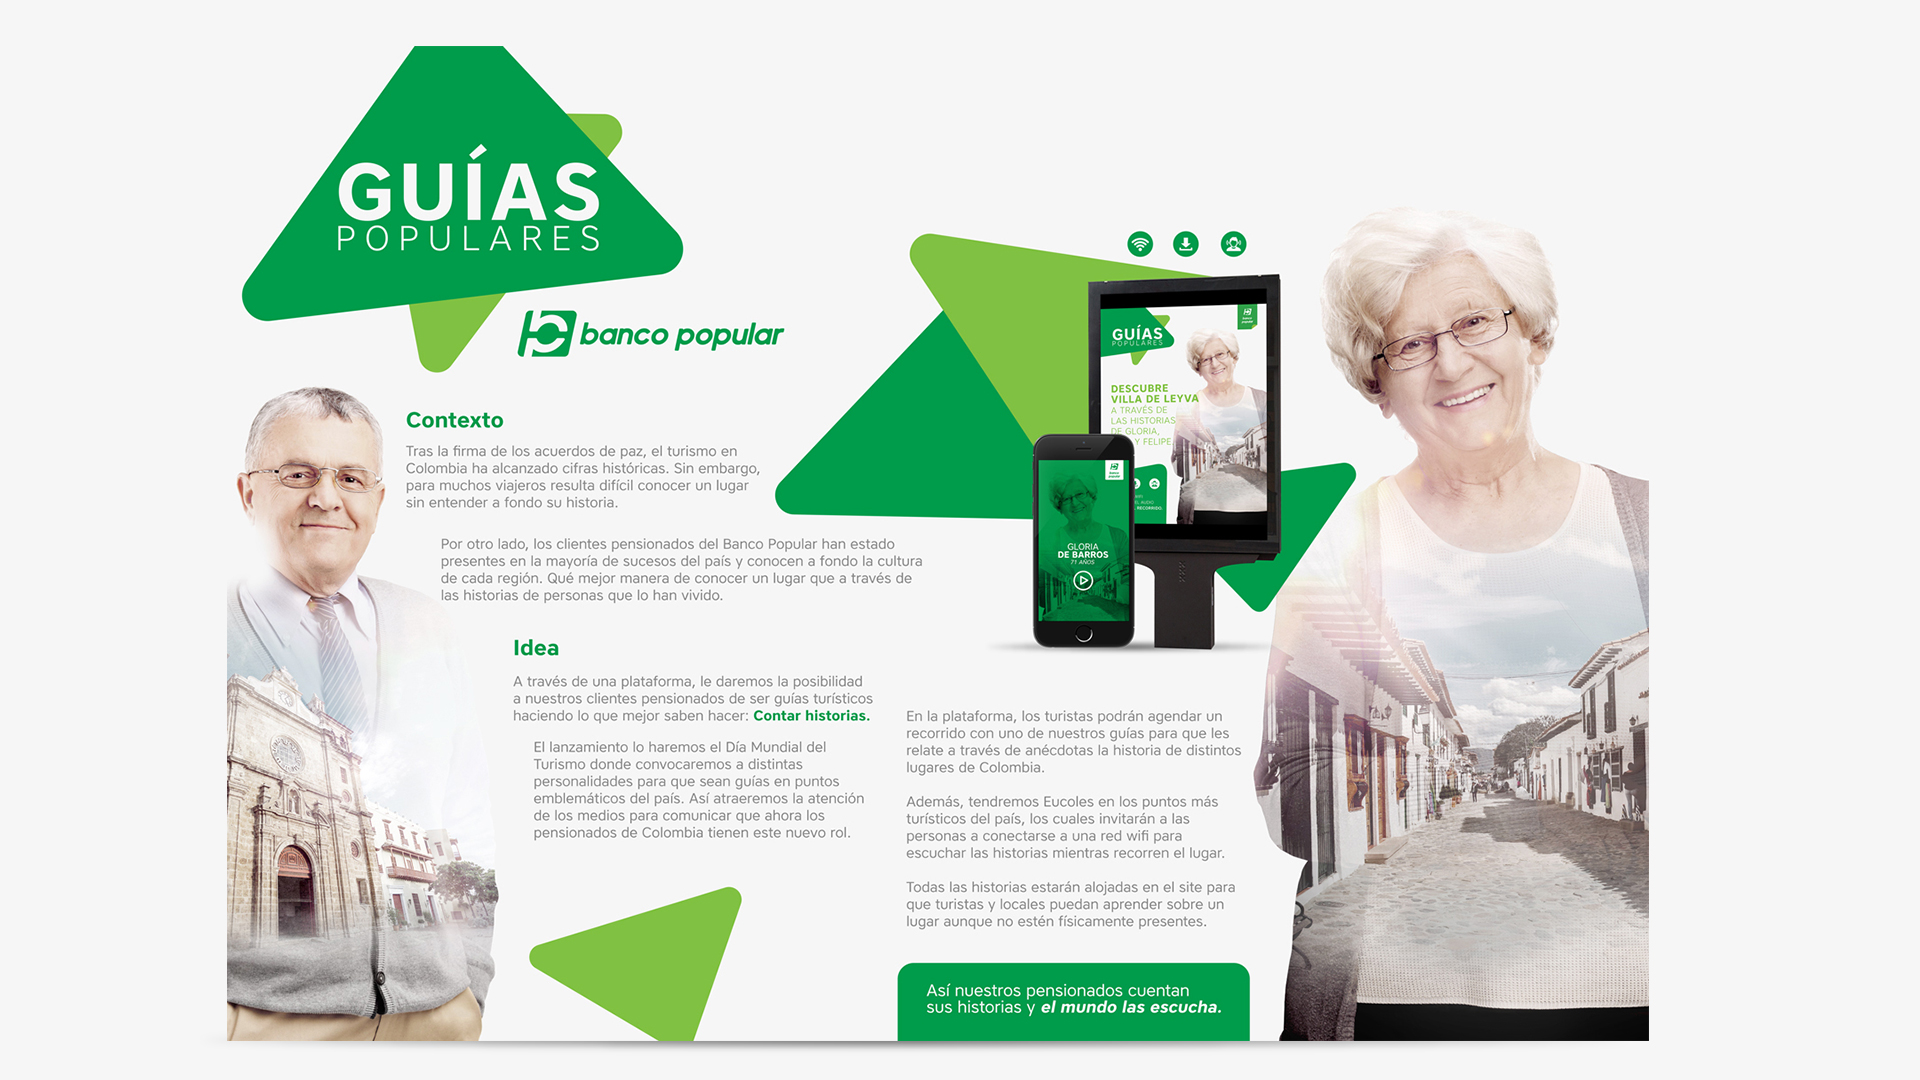 GUÍAS
POPULARES
banco popular
Contexto
Tras la firma de los acuerdos de paz, el turismo en
Colombia ha alcanzado cifras históricas. Sin embargo,
para muchos viajeros resulta difícil conocer un lugar
sin entender a fondo su historia.
Por otro lado, los clientes pensionados del Banco Popular han estado
presentes en la mayoría de sucesos del país y conocen a fondo la cultura
de cada región. Qué mejor manera de conocer un lugar que a través de
las historias de personas que lo han vivido.
Idea
A través de una plataforma, le daremos la posibilidad
a nuestros clientes pensionados de ser guías turísticos
haciendo lo que mejor saben hacer: Contar historias.
El lanzamiento lo haremos el Día Mundial del
Turismo donde convocaremos a distintas
personalidades para que sean guías en puntos
emblemáticos del país. Así atraeremos la atención
de los medios para comunicar que ahora los
pensionados de Colombia tienen este nuevo rol.
banco
popular
GUÍAS
POPULARES
DESCUBRE
VILLA DE LEYVA
A TRAVÉS DE
LAS HISTORIAS
DE GLORIA,
Y FELIPE
EL AUDIO
RECORRIDO.
banco
popular
GLORIA
DE BARROS
71 AÑOS
En la plataforma, los turistas podrán agendar un
recorrido con uno de nuestros guías para que les
relate a través de anécdotas la historia de distintos
lugares de Colombia.
Además, tendremos Eucoles en los puntos más
turísticos del país, los cuales invitarán a las
personas a conectarse a una red wifi para
escuchar las historias mientras recorren el lugar.
Todas las historias estarán alojadas en el site para
que turistas y locales puedan aprender sobre un
lugar aunque no estén físicamente presentes.
Así nuestros pensionados cuentan
sus historias y el mundo las escucha.